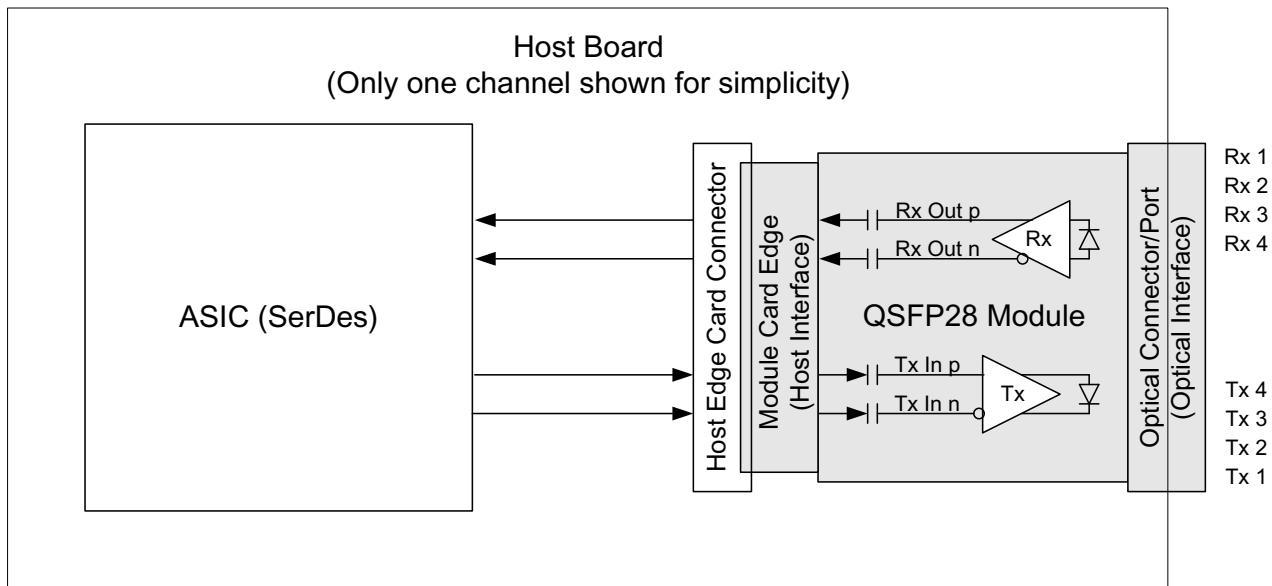 Host Board
(Only one channel shown for simplicity)
ASIC (SerDes)
Host Edge Card Connector
Module Card Edge
(Host Interface)
Rx Out p
Rx Out n
Rx
QSFP28 Module
Tx In p
Tx In n
Tx
Optical Connector/Port
(Optical Interface)
Rx 1
Rx 2
Rx 3
Rx 4
Tx 4
Tx 3
Tx 2
Tx 1